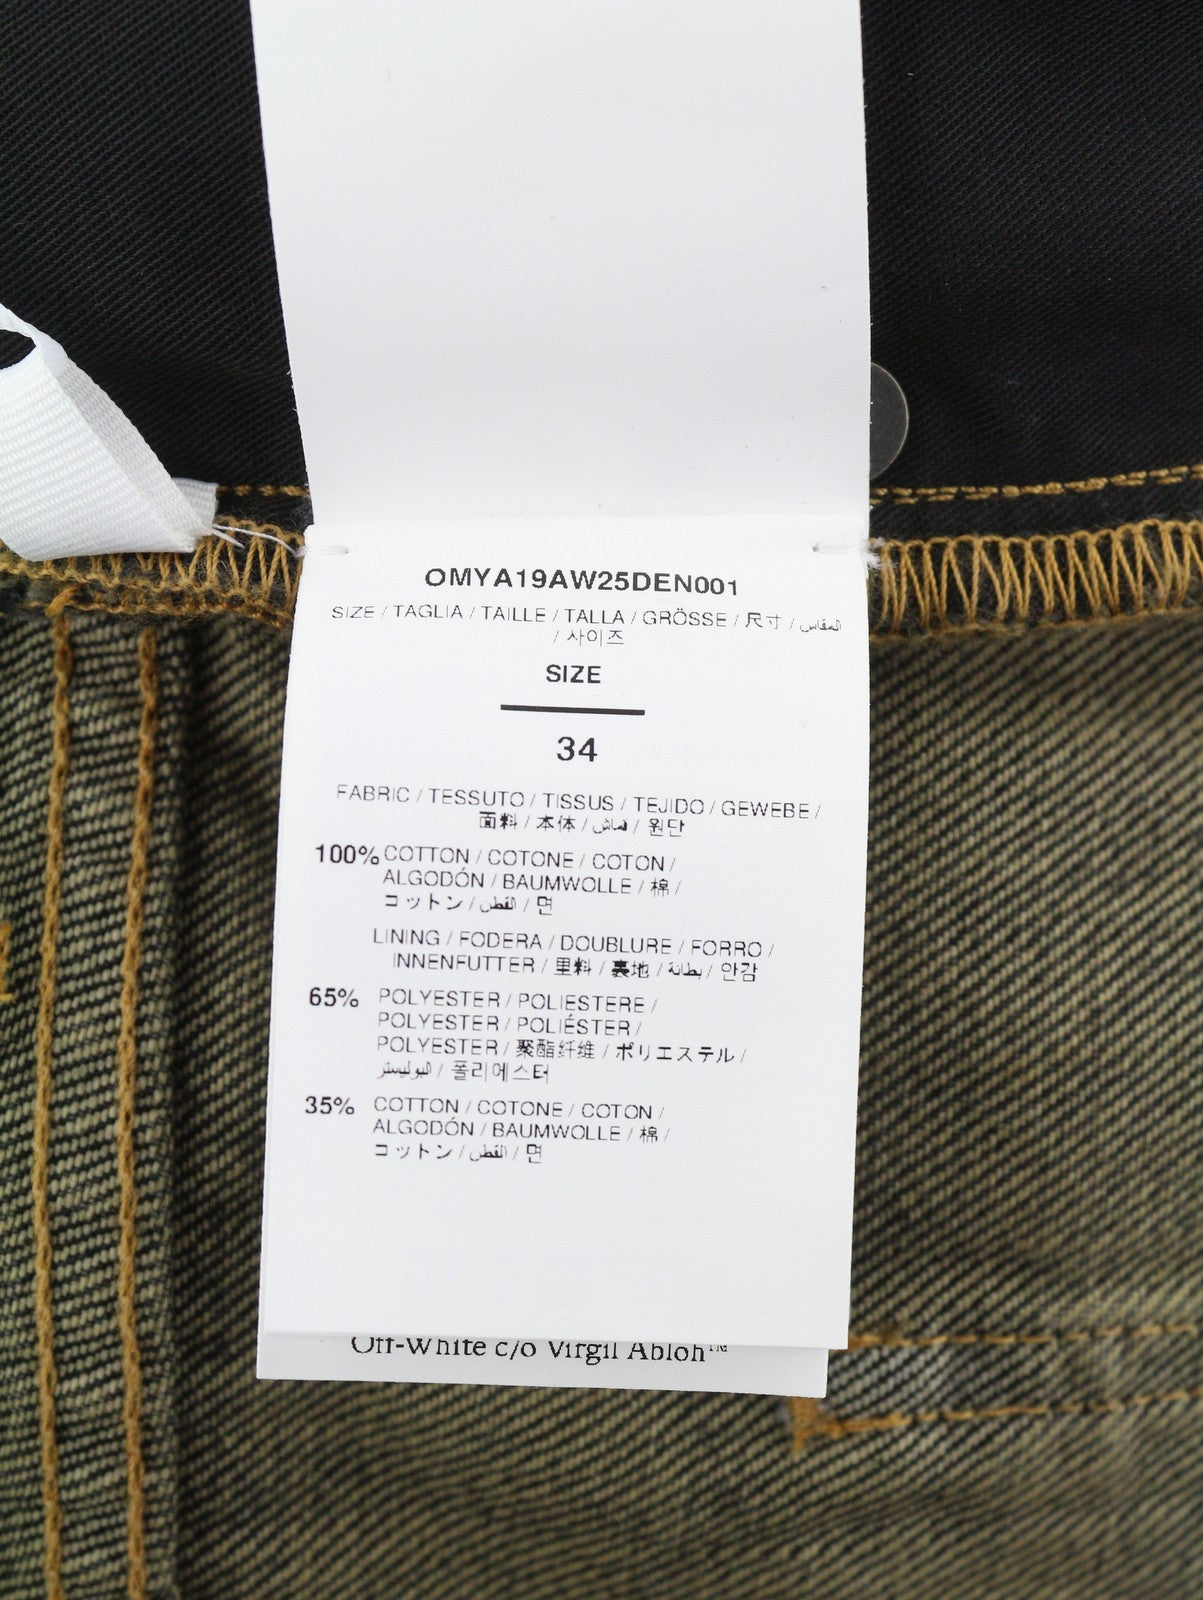 OMYA19AW25DEN001
SIZE / TAGLIA / TAILLE / TALLA / GRÖSSE / 尺寸 / المقاس
/ 사이즈
SIZE
34
FABRIC / TESSUTO / TISSUS / TEJIDO / GEWEBE /
面料 / 本体 / قماش / 원단
100% COTTON / COTONE / COTON /
ALGODÓN / BAUMWOLLE / 棉 /
コットン / القطن / 면
LINING / FODERA / DOUBLURE / FORRO /
INNENFUTTER / 里料 / 裏地 / بطانة / 안감
65% POLYESTER / POLIESTERE /
POLYESTER / POLIÉSTER /
POLYESTER / 聚酯纤维 / ポリエステル /
البوليستر / 폴리에스터
35% COTTON / COTONE / COTON /
ALGODÓN / BAUMWOLLE / 棉 /
コットン / القطن / 면
Off-White c/o Virgil Abloh™